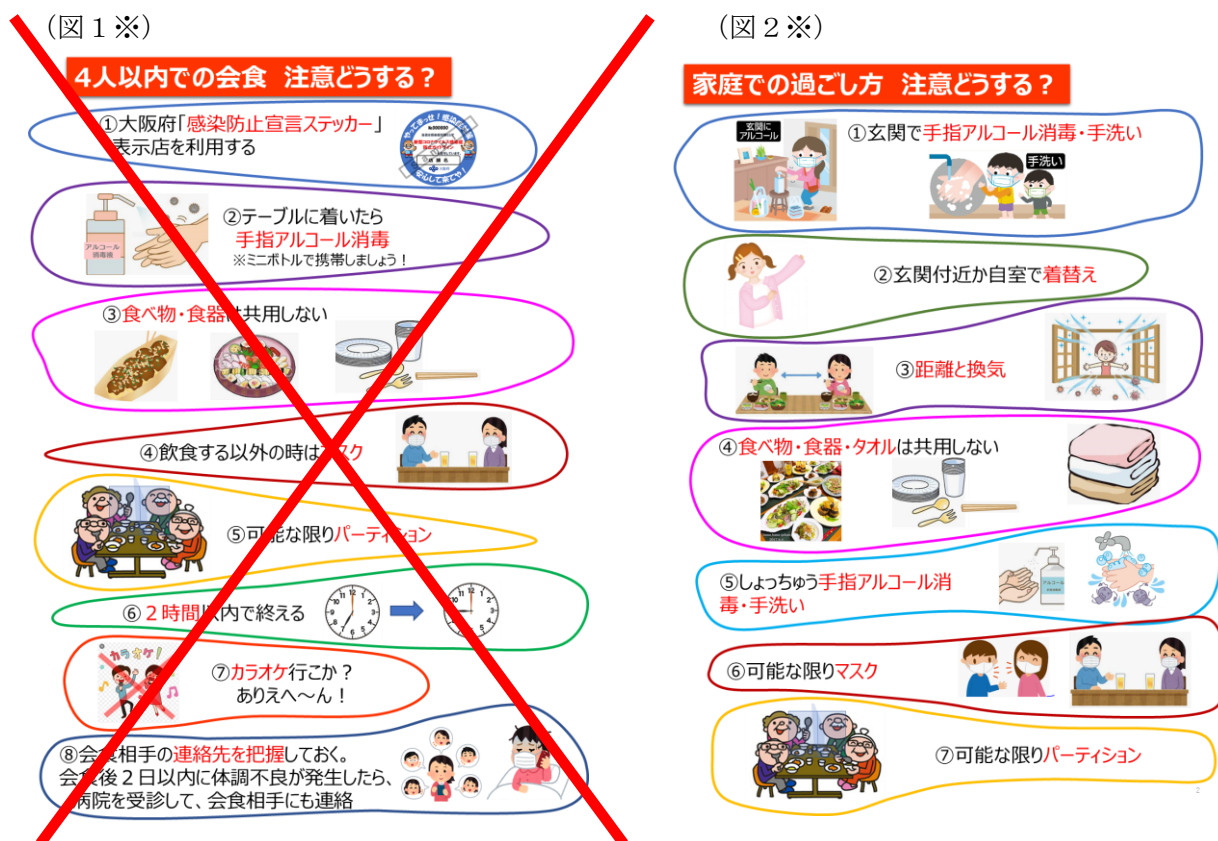 (図1※)
4人以内での会食 注意どうする？
①大阪府「感染防止宣言ステッカー」
表示店を利用する
やってまっせ！感染防止対策
No000000
②テーブルに着いたら
手指アルコール消毒
※ミニボトルで携帯しましょう！
アルコール
消毒液
③食べ物・食器は共用しない
④飲食する以外の時はマスク
⑤可能な限りパーティション
⑥２時間以内で終える
カラオケ！
⑦カラオケ行こか？
ありえへ～ん！
⑧会食相手の連絡先を把握しておく。
会食後２日以内に体調不良が発生したら、
病院を受診して、会食相手にも連絡
(図2※)
家庭での過ごし方 注意どうする？
玄関に
アルコール
①玄関で手指アルコール消毒・手洗い
手洗い
②玄関付近か自室で着替え
③距離と換気
④食べ物・食器・タオルは共用しない
⑤しょっちゅう手指アルコール消
毒・手洗い
アルコール
⑥可能な限りマスク
⑦可能な限りパーティション
2